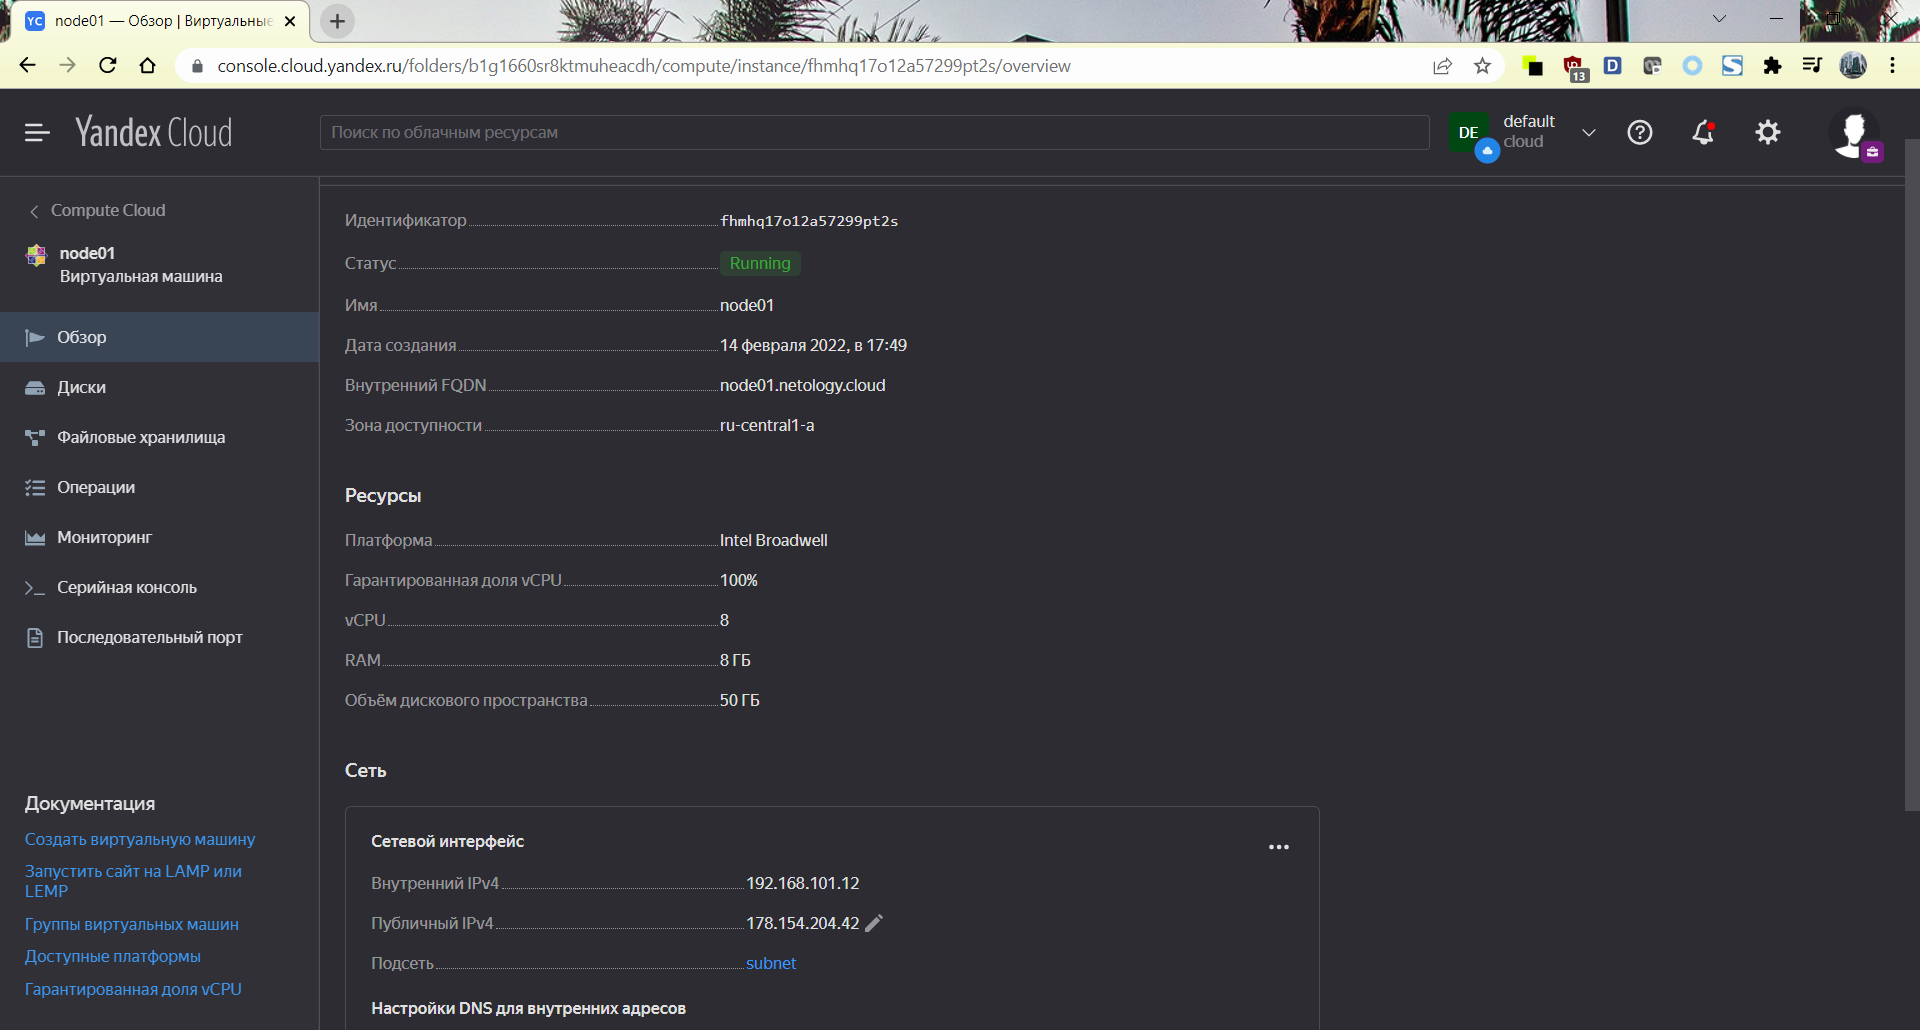 YC node01 — Обзор | Виртуальные
console.cloud.yandex.ru/folders/b1g1660sr8ktmuheacdh/compute/instance/fhmhq17o12a57299pt2s/overview
13
Yandex Cloud
Поиск по облачным ресурсам
DE
default
cloud
Compute Cloud
node01
Виртуальная машина
Обзор
Диски
Файловые хранилища
Операции
Мониторинг
Серийная консоль
Последовательный порт
Документация
Создать виртуальную машину
Запустить сайт на LAMP или
LEMP
Группы виртуальных машин
Доступные платформы
Гарантированная доля vCPU
Идентификатор fhmhq17o12a57299pt2s
Статус Running
Имя node01
Дата создания 14 февраля 2022, в 17:49
Внутренний FQDN node01.netology.cloud
Зона доступности ru-central1-a
Ресурсы
Платформа Intel Broadwell
Гарантированная доля vCPU 100%
vCPU 8
RAM 8 ГБ
Объём дискового пространства 50 ГБ
Сеть
Сетевой интерфейс
Внутренний IPv4 192.168.101.12
Публичный IPv4 178.154.204.42
Подсеть subnet
Настройки DNS для внутренних адресов